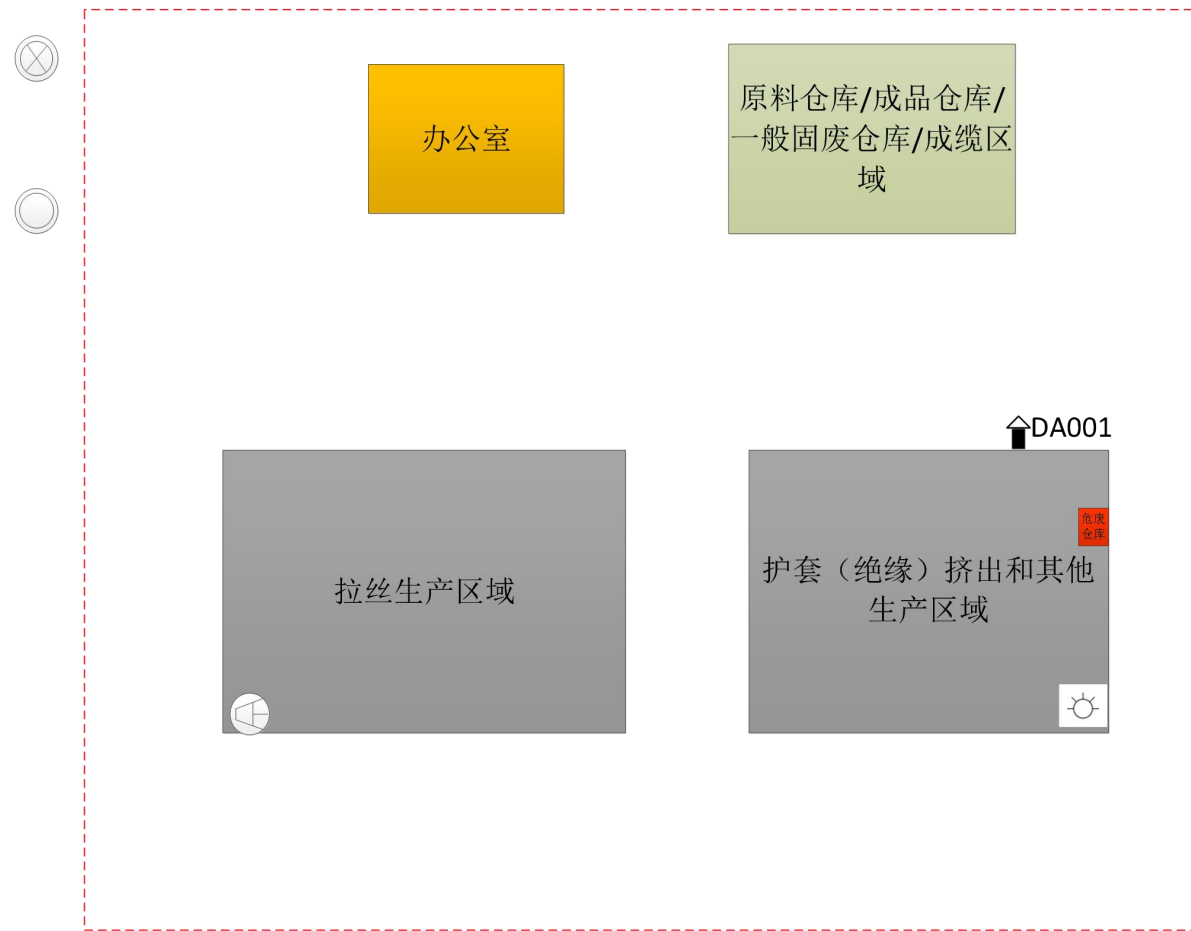 办公室
原料仓库/成品仓库/
一般固废仓库/成缆区
域
DA001
拉丝生产区域
危废
仓库
护套（绝缘）挤出和其他
生产区域